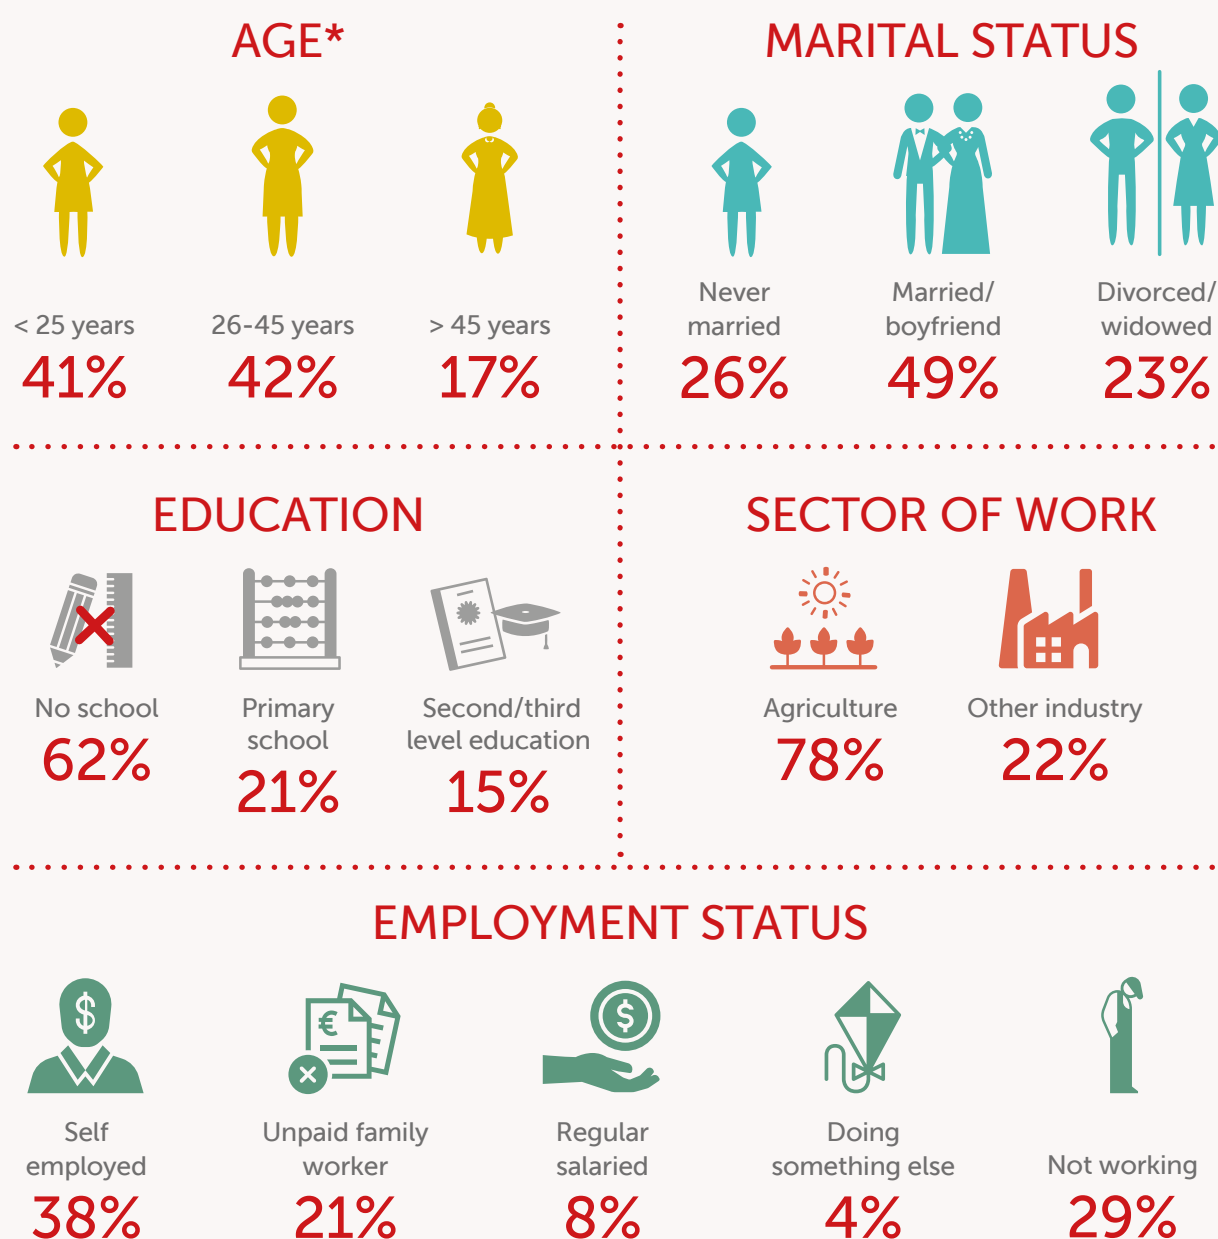 AGE*
< 25 years
41%
26-45 years
42%
> 45 years
17%
MARITAL STATUS
Never
married
26%
Married/
boyfriend
49%
Divorced/
widowed
23%
EDUCATION
No school
62%
Primary
school
21%
Second/third
level education
15%
SECTOR OF WORK
Agriculture
78%
Other industry
22%
EMPLOYMENT STATUS
$
Self
employed
38%
€
Unpaid family
worker
21%
$
Regular
salaried
8%
Doing
something else
4%
Not working
29%